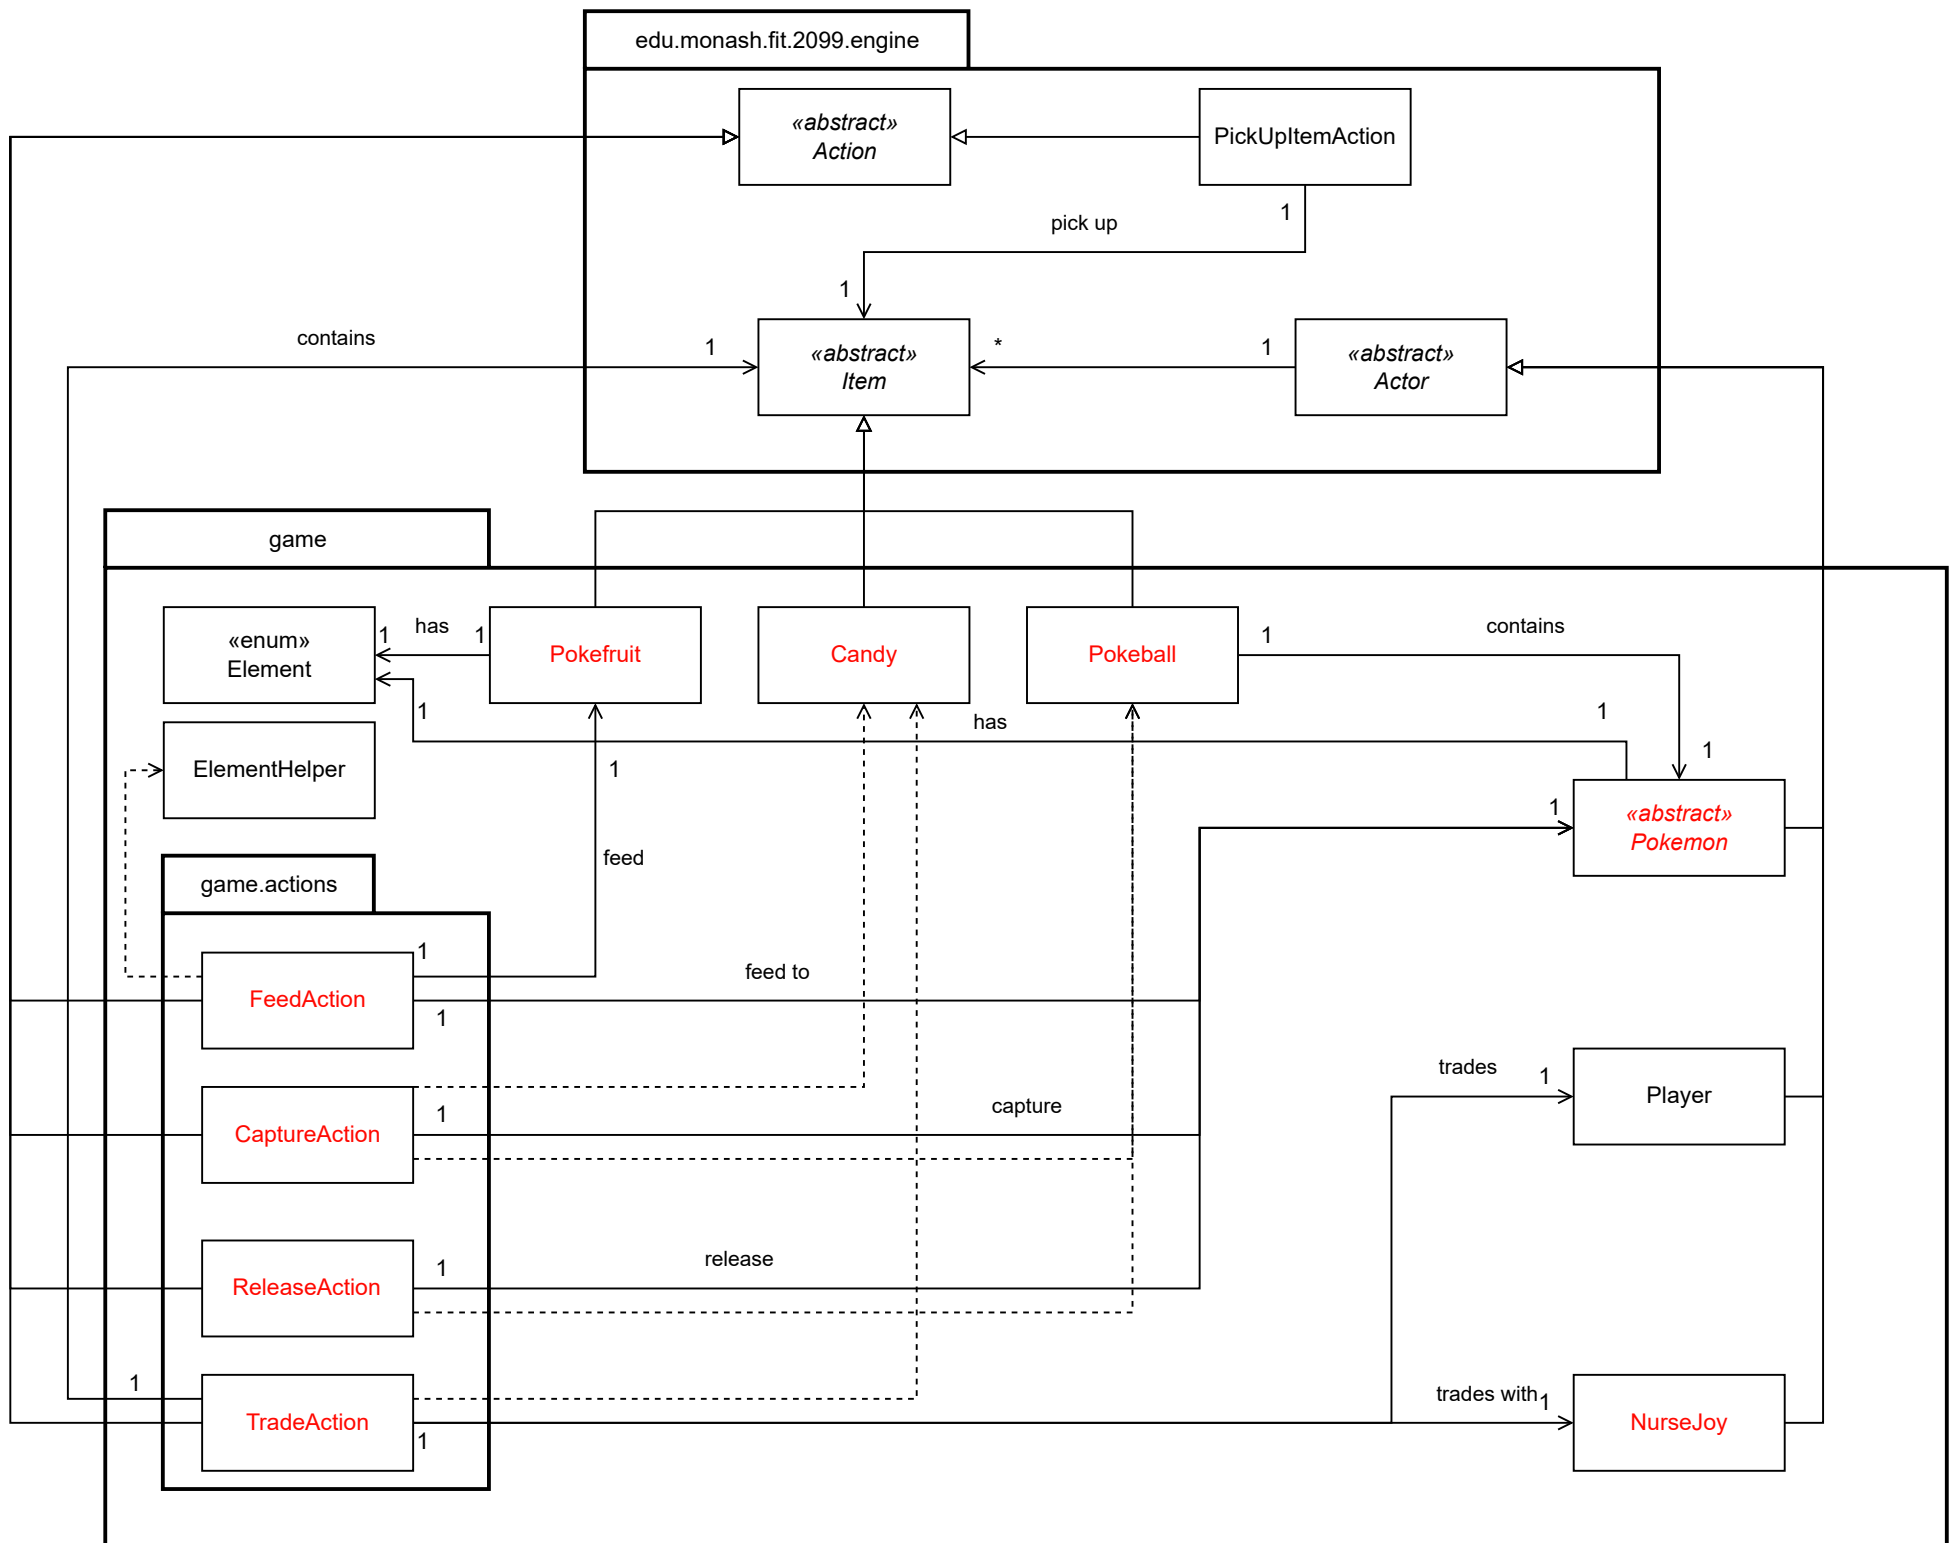 edu.monash.fit.2099.engine
«abstract»
Action
PickUpItemAction
1
pick up
1
contains
1
«abstract»
Item
*
1
«abstract»
Actor
game
«enum»
Element
1
has
1
Pokefruit
Candy
Pokeball
1
contains
1
has
1
1
ElementHelper
1
1
«abstract»
Pokemon
feed
game.actions
1
FeedAction
1
feed to
CaptureAction
1
capture
trades
1
Player
ReleaseAction
1
release
1
TradeAction
1
trades with
1
NurseJoy